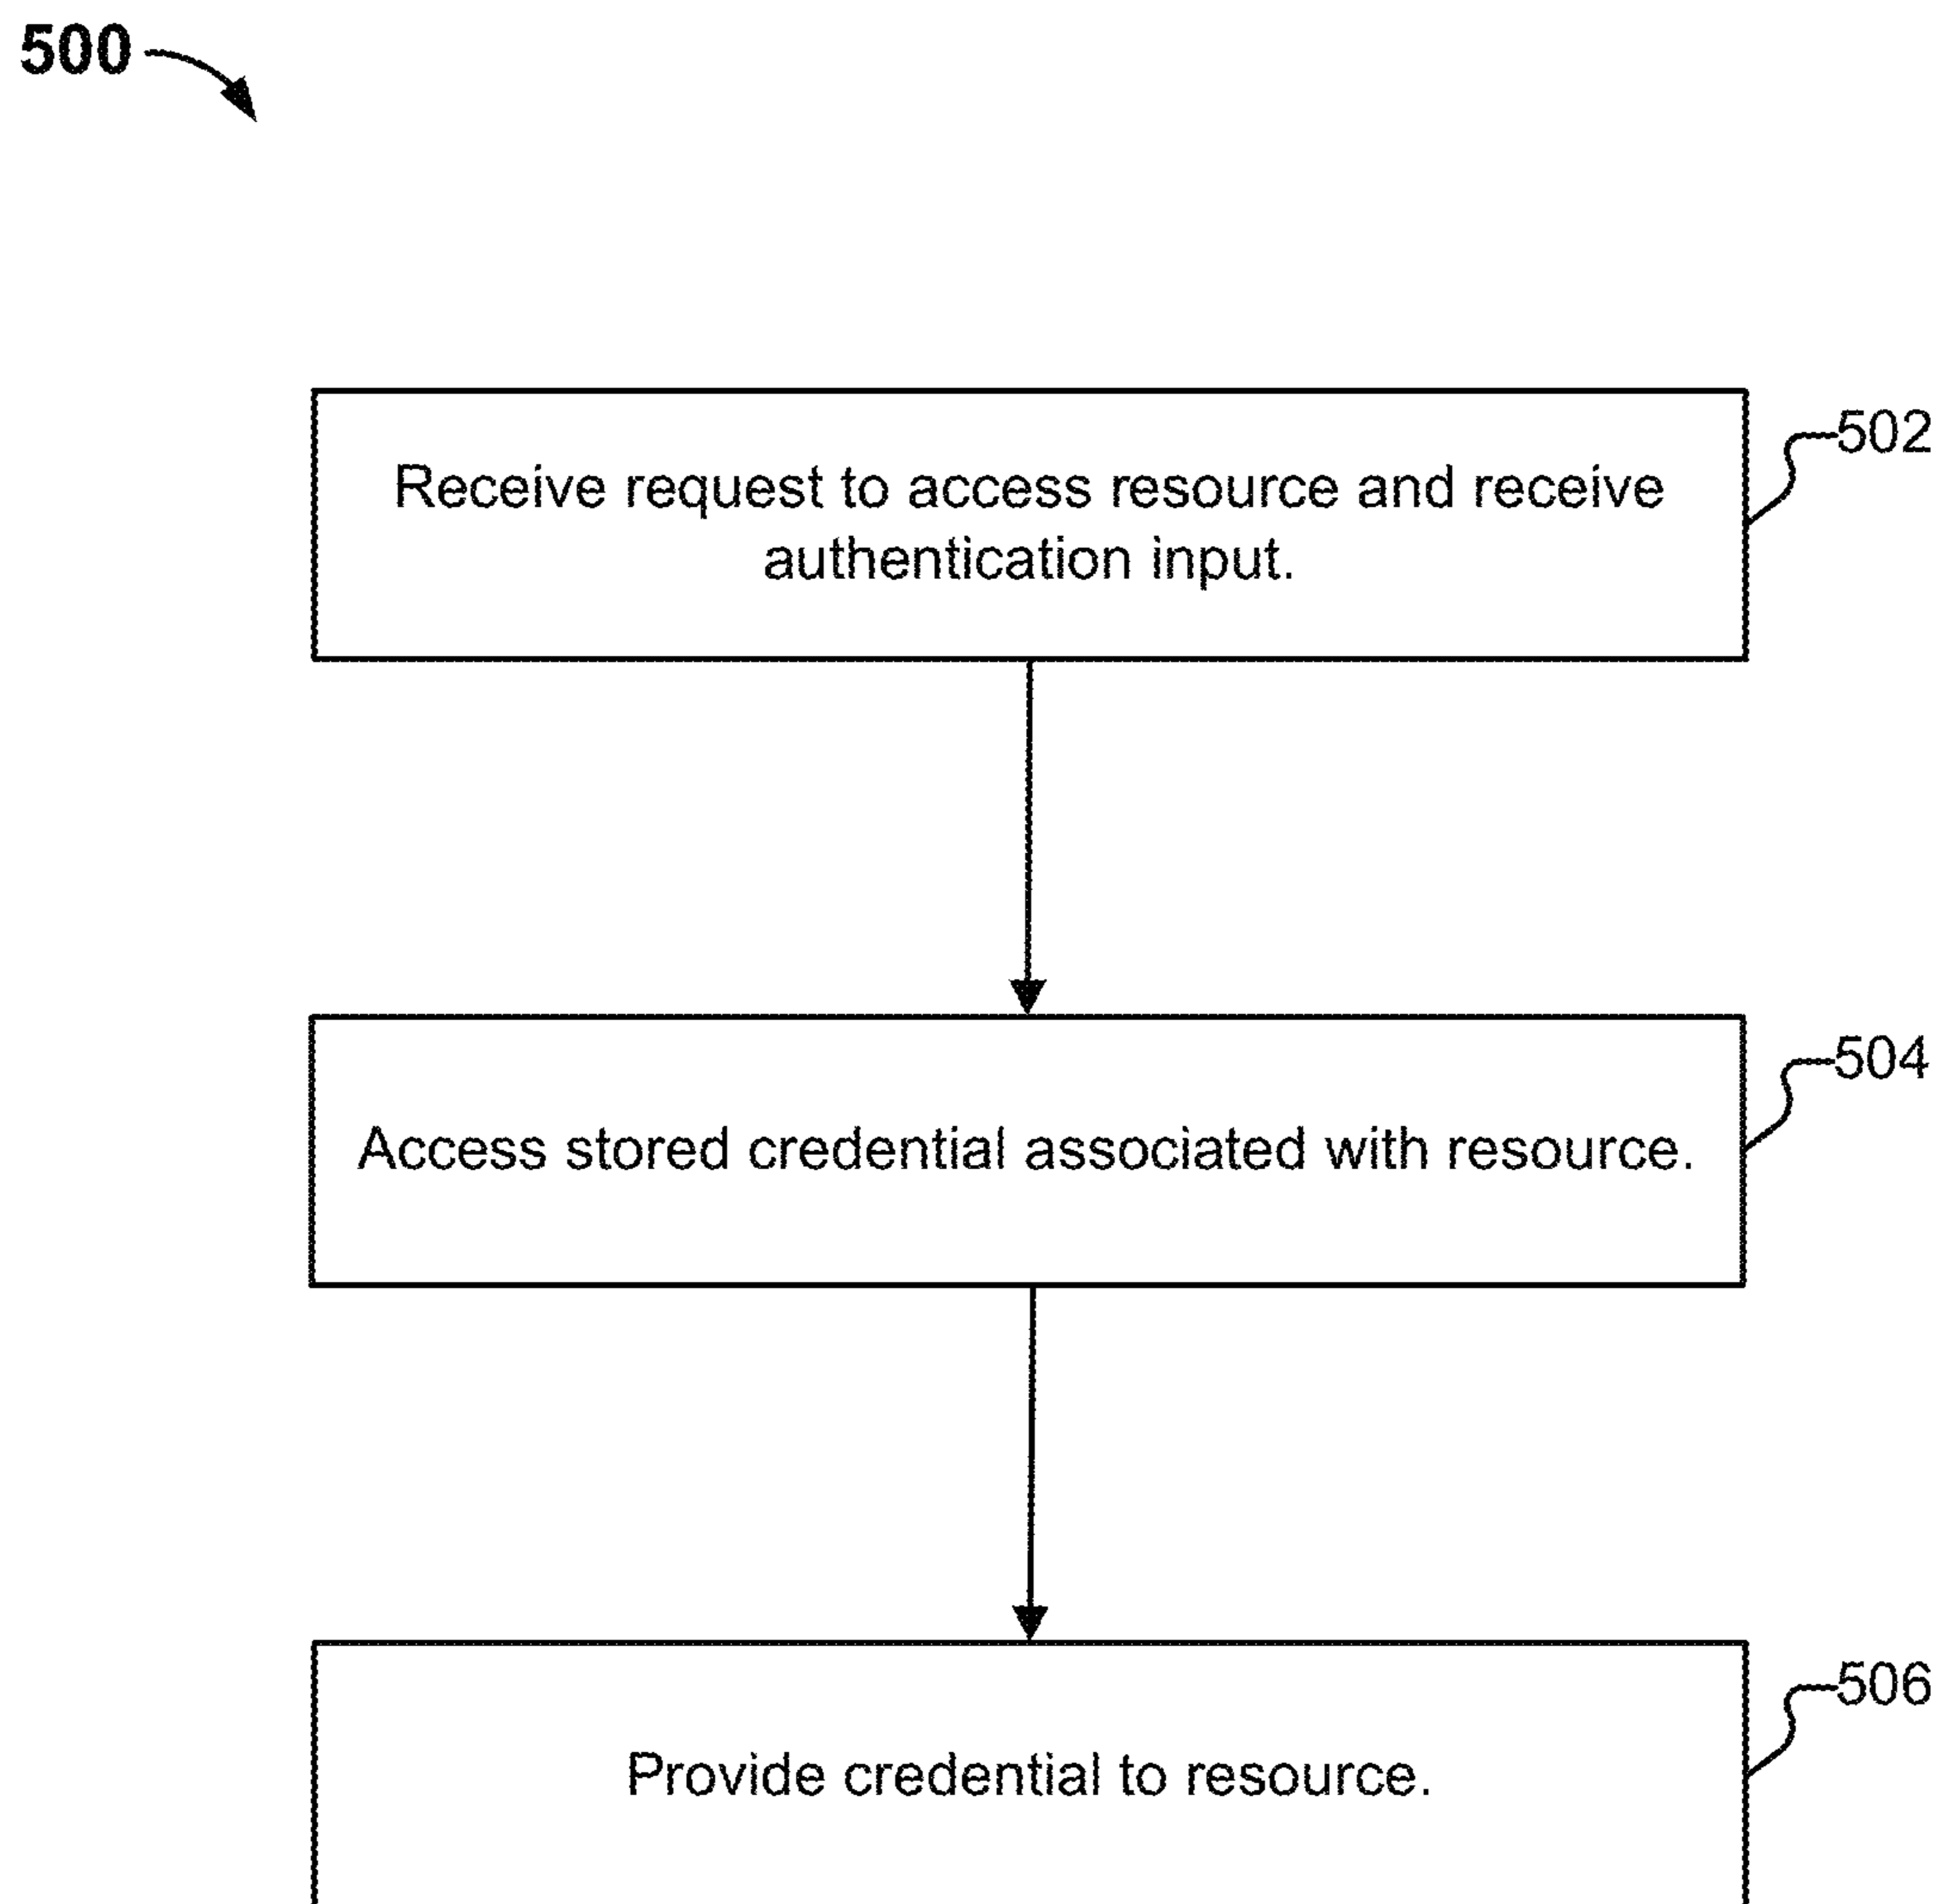 500
502
Receive request to access resource and receive
authentication input.
504
Access stored credential associated with resource.
506
Provide credential to resource.